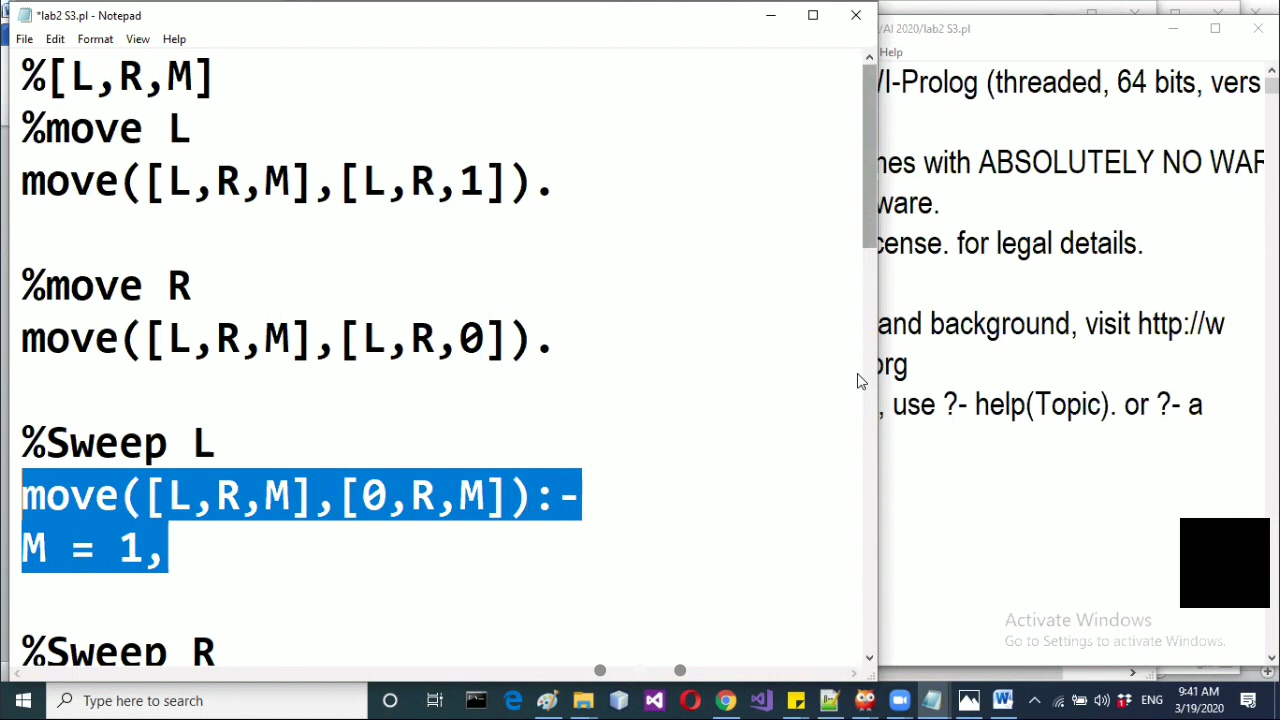 *lab2 S3.pl - Notepad
File Edit Format View Help
%[L,R,M]
%move L
move([L,R,M],[L,R,1]).
%move R
move([L,R,M],[L,R,0]).
%Sweep L
move([L,R,M],[0,R,M]):-
M = 1,
%Sweep R
/AI 2020/lab2 S3.pl
Help
/I-Prolog (threaded, 64 bits, vers
mes with ABSOLUTELY NO WAR
ware.
cense. for legal details.
and background, visit http://w
org
, use ?- help(Topic). or ?- a
Activate Windows
Go to Settings to activate Windows.
Type here to search
ENG
9:41 AM
3/19/2020